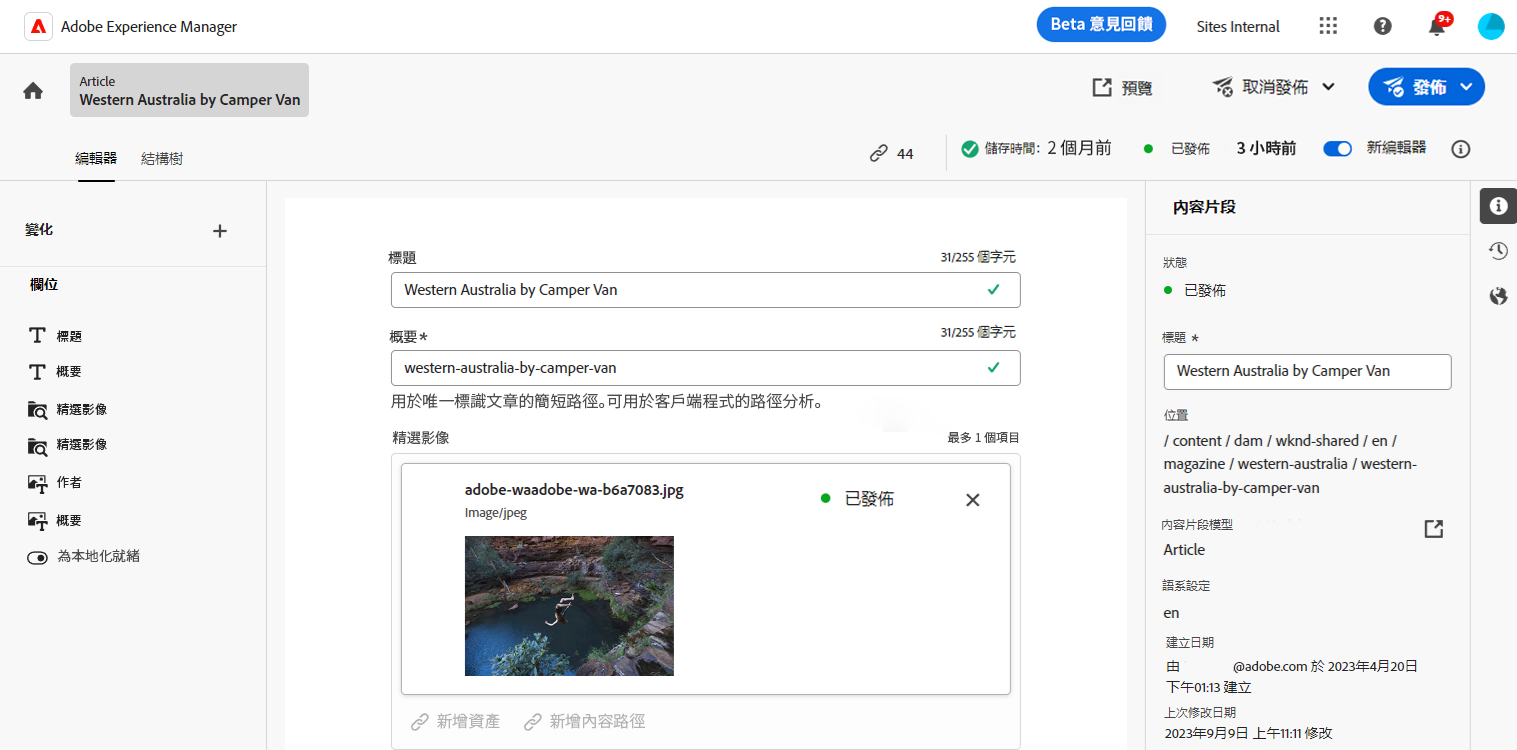 Adobe Experience Manager
Beta 意見回饋
Sites Internal
9+
Article
Western Australia by Camper Van
預覽
取消發佈
發佈
編輯器
結構樹
44
儲存時間: 2 個月前
已發佈
3 小時前
新編輯器
變化
欄位
標題
概要
精選影像
精選影像
作者
概要
為本地化就緒
標題
31/255 個字元
Western Australia by Camper Van
概要*
31/255 個字元
western-australia-by-camper-van
用於唯一標識文章的簡短路徑。可用於客戶端程式的路徑分析。
精選影像
最多 1 個項目
adobe-waadobe-wa-b6a7083.jpg
Image/jpeg
已發佈
新增資產
新增內容路徑
內容片段
狀態
已發佈
標題 *
Western Australia by Camper Van
位置
/ content / dam / wknd-shared / en /
magazine / western-australia / western-
australia-by-camper-van
內容片段模型
Article
語系設定
en
建立日期
由 @adobe.com 於 2023年4月20日
下午01:13 建立
上次修改日期
2023年9月9日 上午11:11 修改